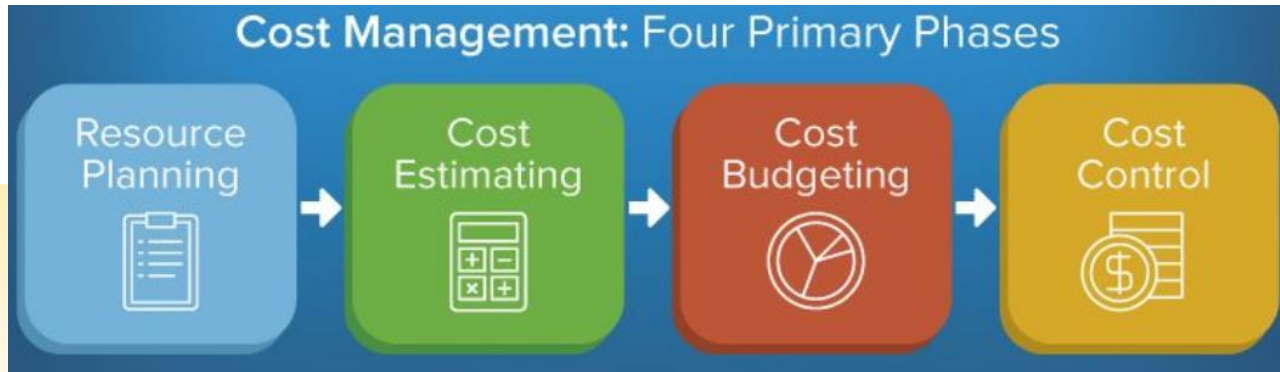 Cost Management: Four Primary Phases
Resource
Planning
Cost
Estimating
Cost
Budgeting
Cost
Control
$